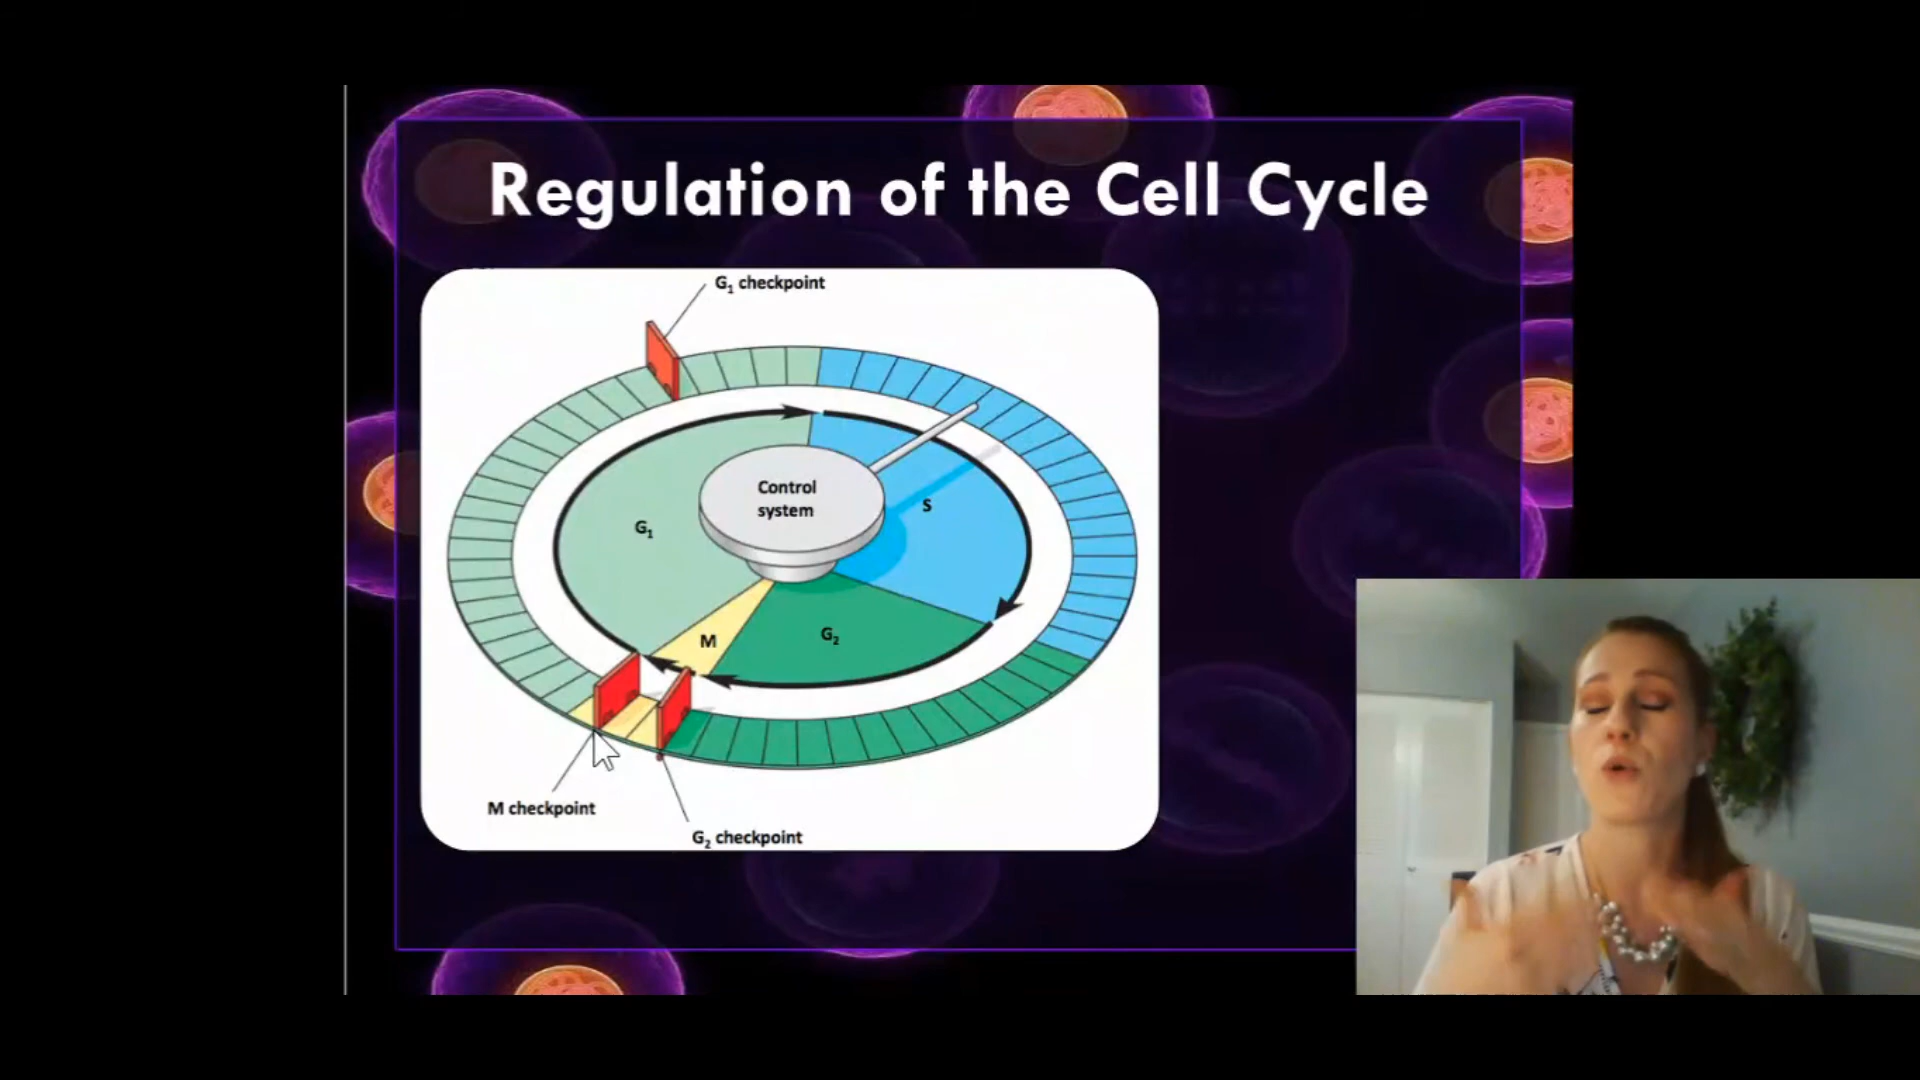 Regulation of the Cell Cycle
G₁ checkpoint
Control
system
S
G₁
G₂
M
M checkpoint
G₂ checkpoint